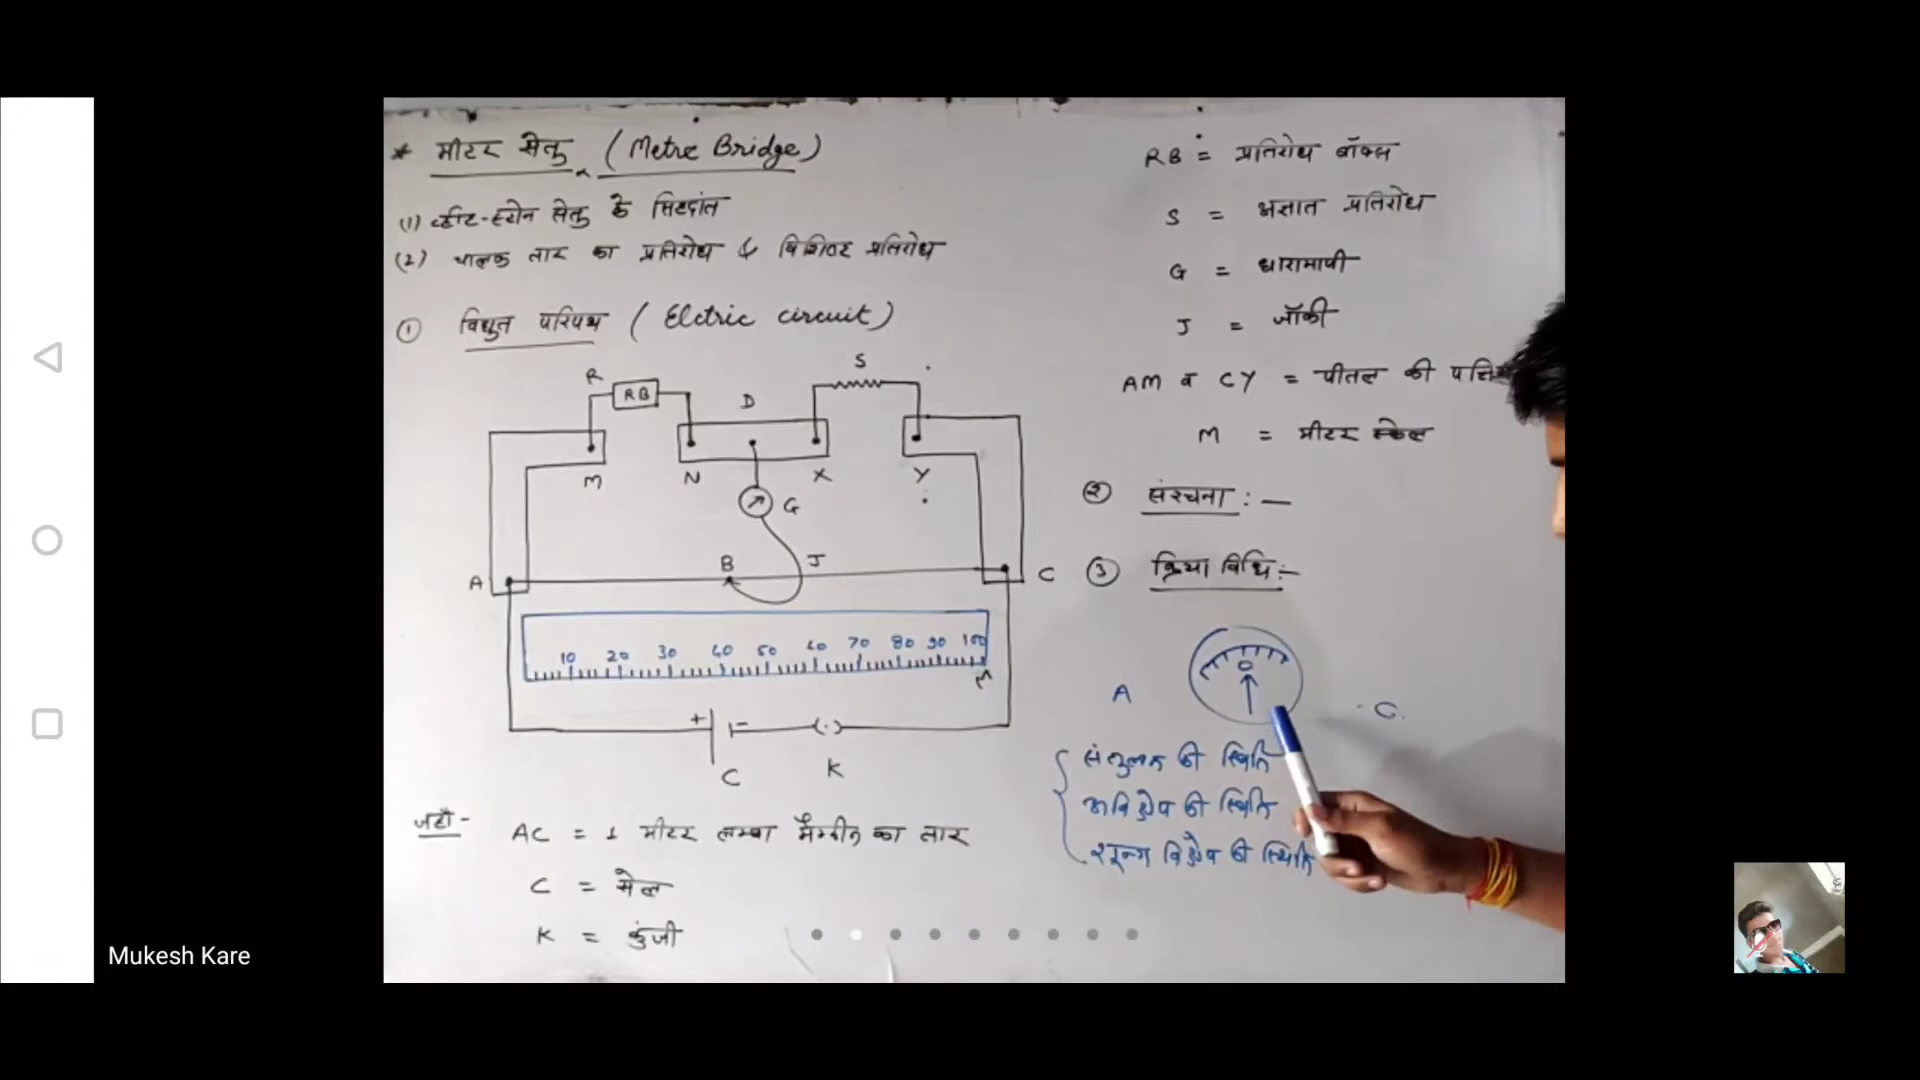 * मीटर सेतु (Metre Bridge)
(1) व्हीट-स्टोन सेतु के सिद्दांत
(2) चालक तार का प्रतिरोध & विशिष्ट प्रतिरोध
① विद्युत परिपथ (Elctric circuit)
R RB D S
M N X Y
G
A B J C
10 20 30 40 50 60 70 80 90 100
M
+ -
C K
जहाँ-
AC = 1 मीटर लम्बा मैग्नीज का तार
C = सेल
K = कुंजी
RB = प्रतिरोध बॉक्स
S = अज्ञात प्रतिरोध
G = धारामापी
J = जॉकी
AM व CY = पीतल की
M = मीटर स्केल
② संरचना :—
③ क्रिया विधि :—
0
A C
संतुलन की स्थिति
अविक्षेप की स्थिति
शून्य विक्षेप की स्थिति
Mukesh Kare